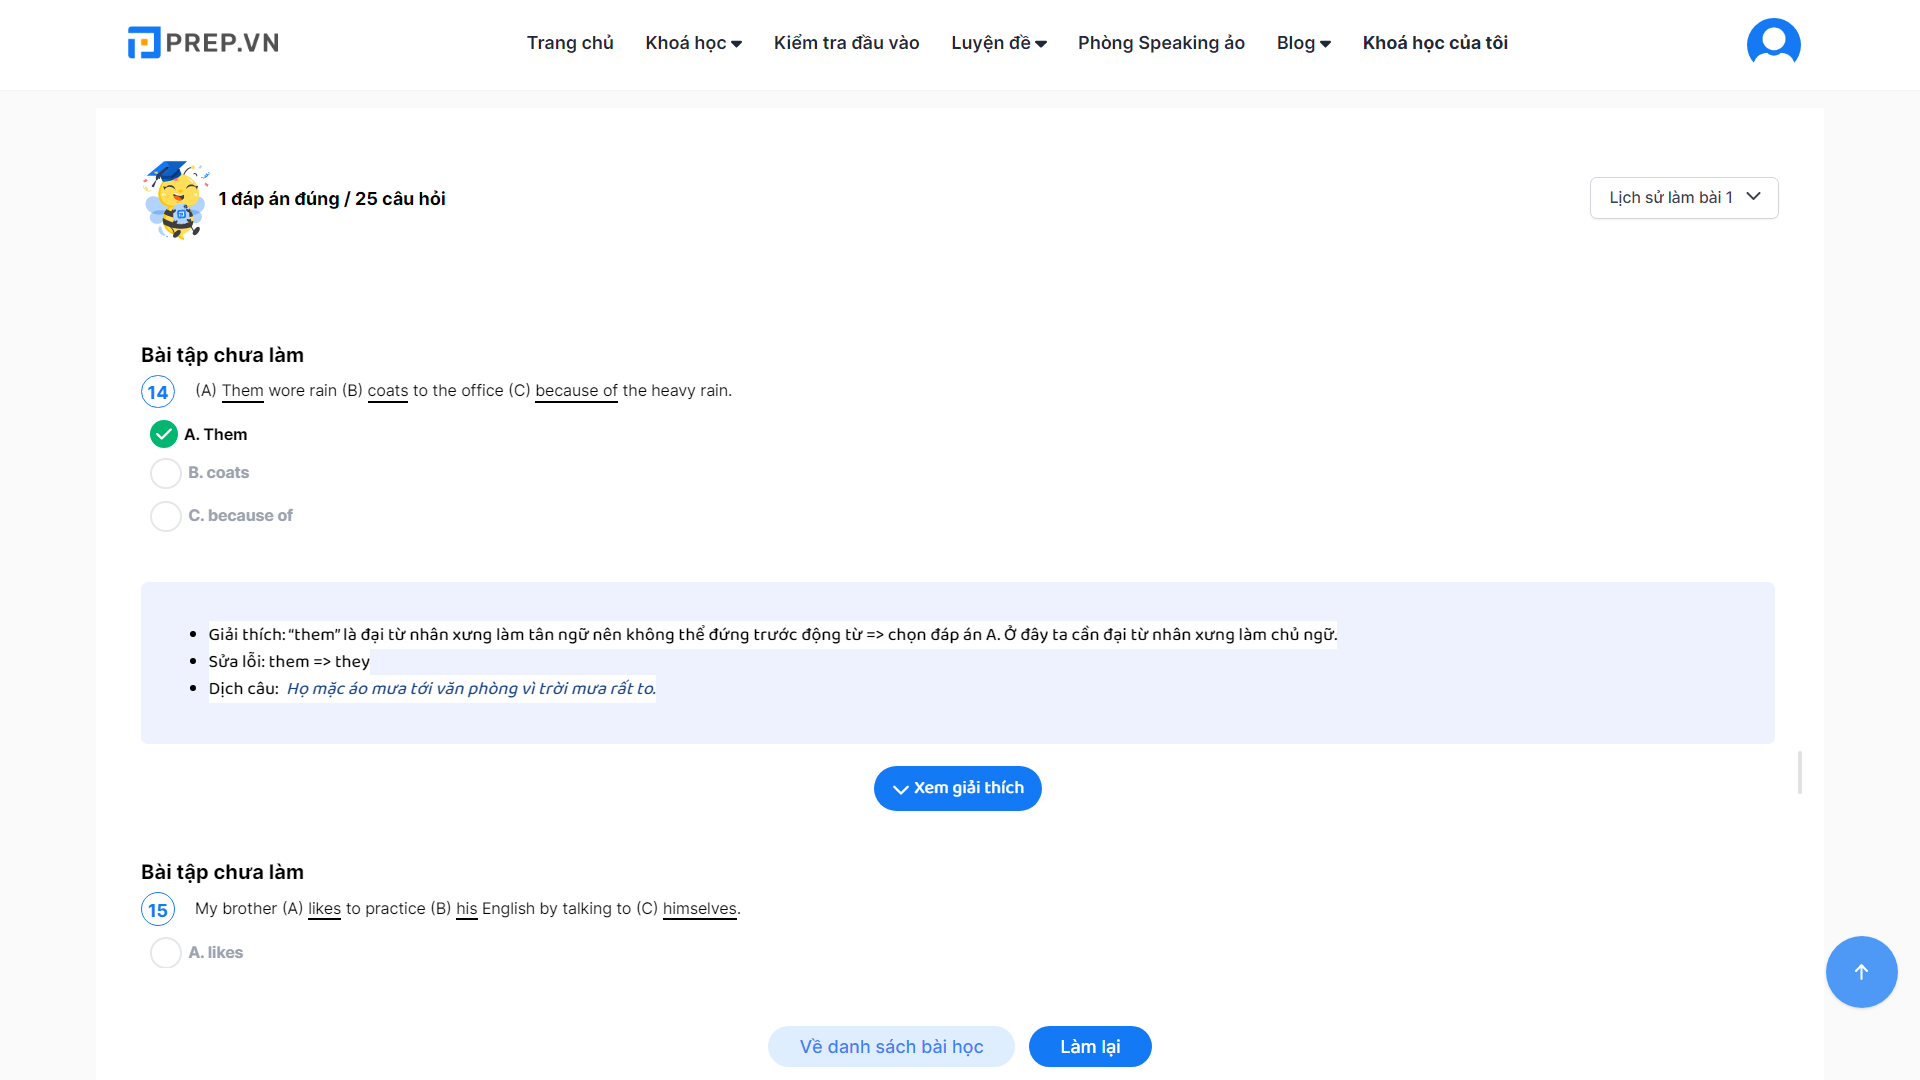 PREP.VN
Trang chủ Khoá học Kiểm tra đầu vào Luyện đề Phòng Speaking ảo Blog Khoá học của tôi
1 đáp án đúng / 25 câu hỏi
Lịch sử làm bài 1
Bài tập chưa làm
14 (A) Them wore rain (B) coats to the office (C) because of the heavy rain.
A. Them
B. coats
C. because of
• Giải thích: “them” là đại từ nhân xưng làm tân ngữ nên không thể đứng trước động từ => chọn đáp án A. Ở đây ta cần đại từ nhân xưng làm chủ ngữ.
• Sửa lỗi: them => they
• Dịch câu: Họ mặc áo mưa tới văn phòng vì trời mưa rất to.
Xem giải thích
Bài tập chưa làm
15 My brother (A) likes to practice (B) his English by talking to (C) himselves.
A. likes
Về danh sách bài học Làm lại